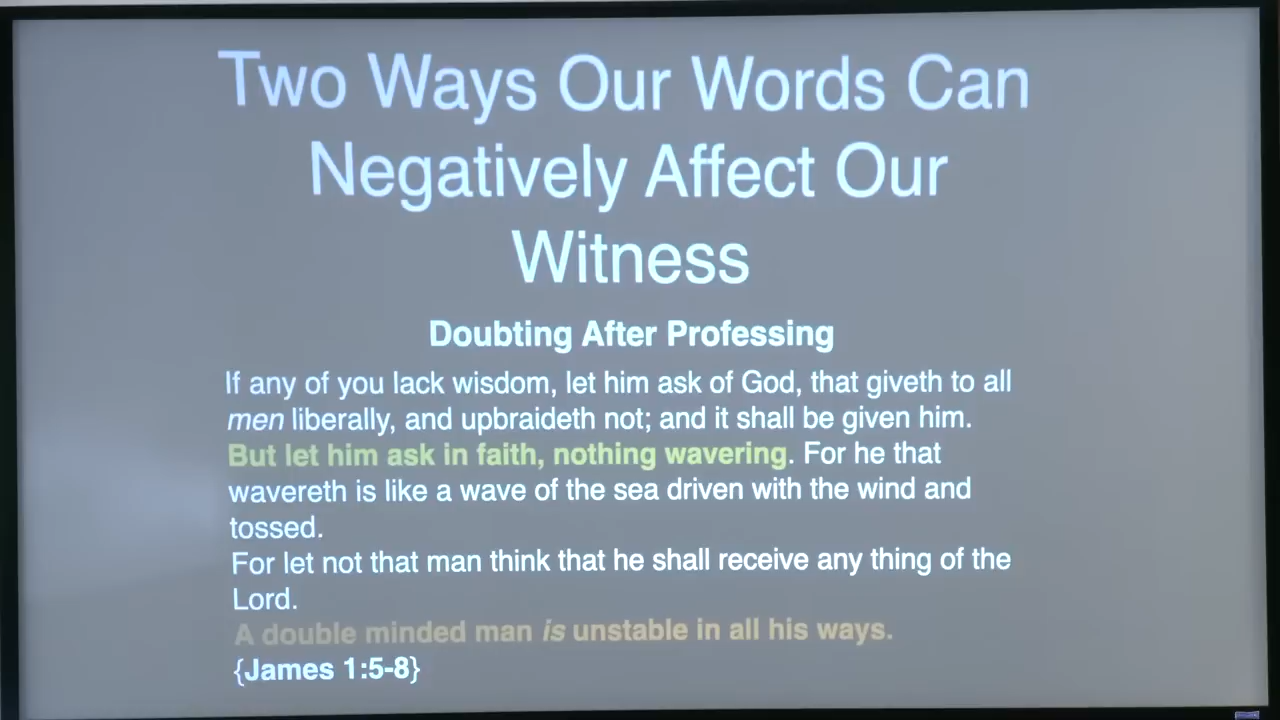 Two Ways Our Words Can
Negatively Affect Our
Witness
Doubting After Professing
If any of you lack wisdom, let him ask of God, that giveth to all
men liberally, and upbraideth not; and it shall be given him.
But let him ask in faith, nothing wavering. For he that
wavereth is like a wave of the sea driven with the wind and
tossed.
For let not that man think that he shall receive any thing of the
Lord.
A double minded man is unstable in all his ways.
{James 1:5-8}